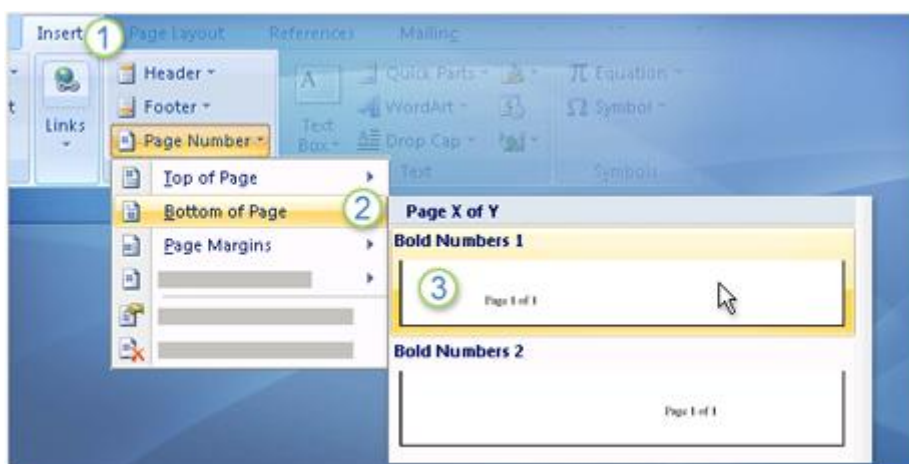 Insert 1 Page Layout References Mailing
Header
Footer
Page Number
Links
A
Text
Box
Quick Parts
WordArt
Drop Cap
Text
π Equation
Ω Symbol
Symbols
t
Top of Page
Bottom of Page 2
Page Margins
Page X of Y
Bold Numbers 1
3
Page 1 of 1
Bold Numbers 2
Page 1 of 1